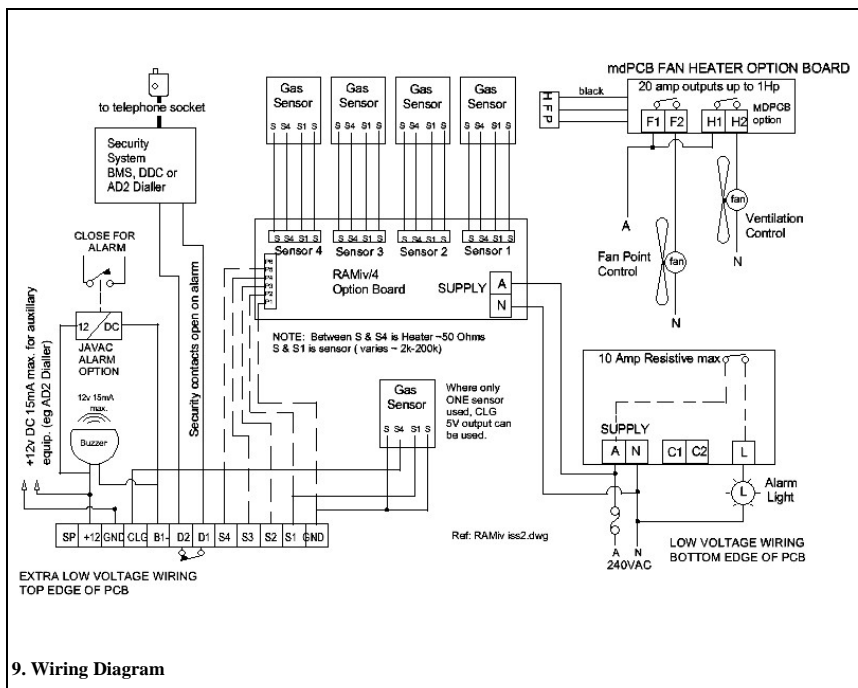 mdPCB FAN HEATER OPTION BOARD
to telephone socket
Security
System
BMS, DDC or
AD2 Dialler
Gas
Sensor
S S4 S1 S
Gas
Sensor
S S4 S1 S
Gas
Sensor
S S4 S1 S
Gas
Sensor
S S4 S1 S
H F P
black
20 amp outputs up to 1Hp
F1 F2 H1 H2
MDPCB
option
fan
Ventilation
Control
A
N
Fan Point
Control
fan
N
CLOSE FOR
ALARM
12 DC
JAVAC
ALARM
OPTION
12v 15mA
max.
Buzzer
+12v DC 15mA max. for auxillary
equip. (eg AD2 Dialler)
Security contacts open on alarm
S S4 S1 S
S S4 S1 S
S S4 S1 S
S S4 S1 S
Sensor 4
Sensor 3
Sensor 2
Sensor 1
RAMiv/4
Option Board
SUPPLY
A
N
NOTE: Between S & S4 is Heater ~50 Ohms
S & S1 is sensor ( varies ~ 2k-200k)
Gas
Sensor
S S4 S1 S
Where only
ONE sensor
used, CLG
5V output can
be used.
10 Amp Resistive max
SUPPLY
A N C1 C2 L
L
Alarm
Light
A N
240VAC
LOW VOLTAGE WIRING
BOTTOM EDGE OF PCB
SP +12 GND CLG B1- D2 D1 S4 S3 S2 S1 GND
Ref: RAMiv iss2.dwg
EXTRA LOW VOLTAGE WIRING
TOP EDGE OF PCB
9. Wiring Diagram